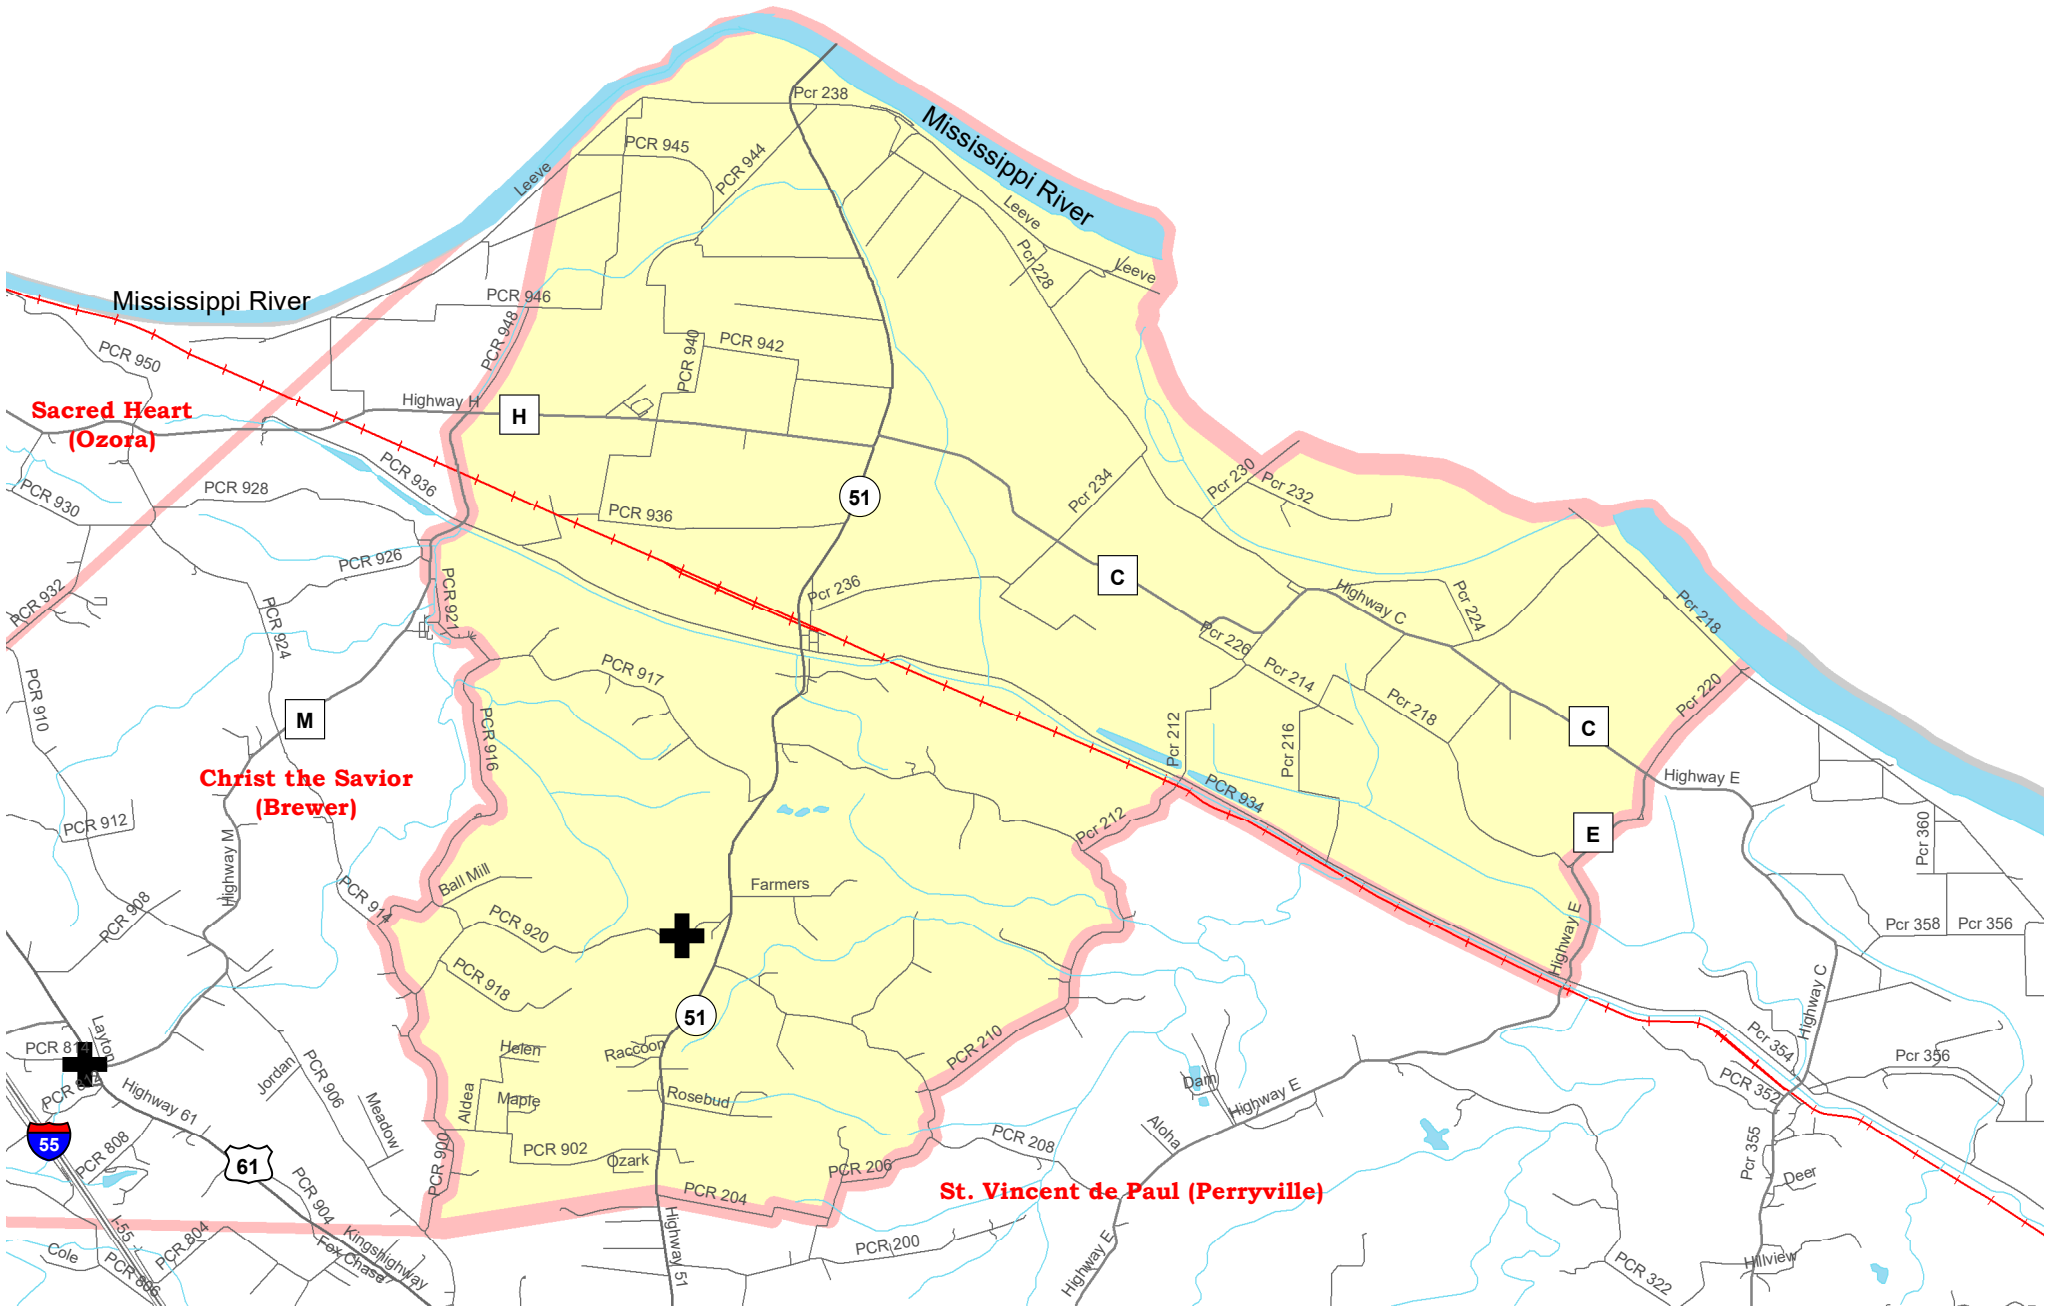 Pcr 238
Mississippi River
PCR 945
PCR 944
Leeve
Leeve
Pcr 228
Leeve
Mississippi River
PCR 946
PCR 948
PCR 950
PCR 940
PCR 942
Highway H
H
Sacred Heart
(Ozora)
PCR 936
PCR 928
PCR 930
Pcr 234
Pcr 230
Pcr 232
51
PCR 936
PCR 926
PCR 921
PCR 932
PCR 924
Pcr 236
C
Highway C
Pcr 224
Pcr 218
Pcr 226
Pcr 214
PCR 917
PCR 910
M
PCR 916
Pcr 218
Pcr 220
Pcr 212
Pcr 216
C
Highway E
Christ the Savior
(Brewer)
PCR 934
PCR 912
Pcr 212
E
Pcr 360
Highway M
Ball Mill
Farmers
PCR 914
PCR 908
PCR 920
Highway E
Pcr 358
Pcr 356
PCR 918
Highway C
51
Layton
PCR 814
Helen
Raccoon
PCR 210
Pcr 354
Pcr 356
PCR 812
Highway 61
Jordan
PCR 906
Meadow
Aldea
Maple
Rosebud
Dam
Highway E
PCR 352
55
PCR 808
61
PCR 900
PCR 902
Ozark
PCR 208
Aloha
Pcr 355
PCR 206
Deer
PCR 904
PCR 204
St. Vincent de Paul (Perryville)
I-55
PCR 804
Kingshighway
Fox Chase
Highway 51
PCR 200
Highway E
Cole
PCR 806
PCR 322
Hillview